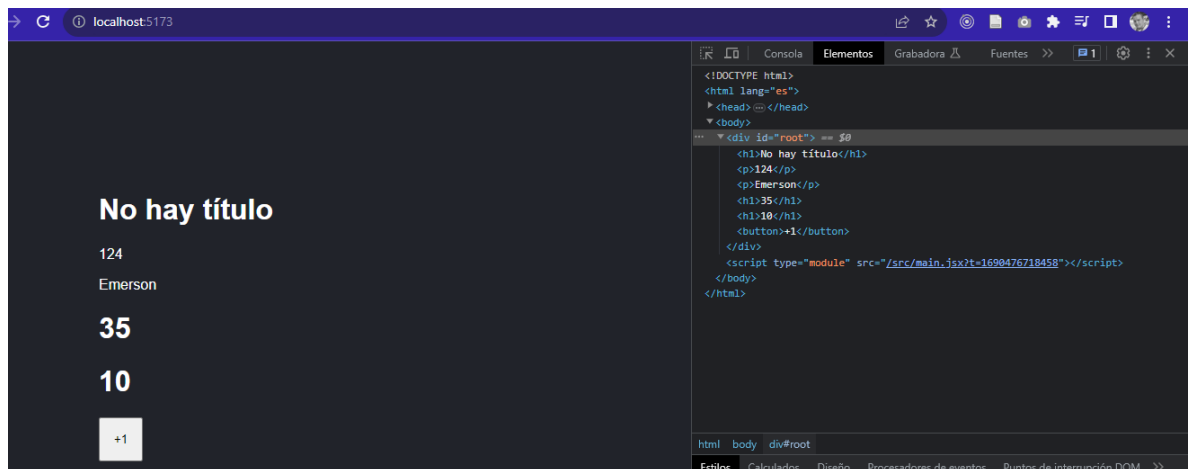 localhost:5173
Consola Elementos Grabadora Fuentes 1
<!DOCTYPE html>
<html lang="es">
<head> ⋯ </head>
<body>
··· <div id="root"> == $0
<h1>No hay título</h1>
<p>124</p>
<p>Emerson</p>
<h1>35</h1>
<h1>10</h1>
<button>+1</button>
</div>
<script type="module" src="/src/main.jsx?t=1690476718458"></script>
</body>
</html>
No hay título
124
Emerson
35
10
+1
html body div#root
Estilos Calculados Diseño Procesadores de eventos Puntos de interrupción DOM